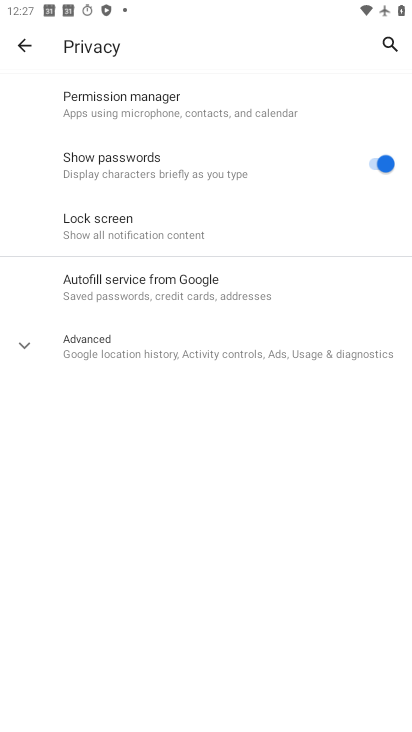 12:27
Privacy
Permission manager
Apps using microphone, contacts, and calendar
Show passwords
Display characters briefly as you type
Lock screen
Show all notification content
Autofill service from Google
Saved passwords, credit cards, addresses
Advanced
Google location history, Activity controls, Ads, Usage & diagnostics